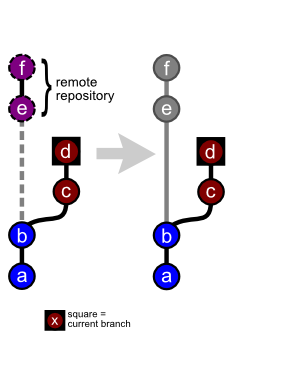 f
f
remote
repository
e
e
d
d
c
c
b
b
a
a
x
square =
current branch